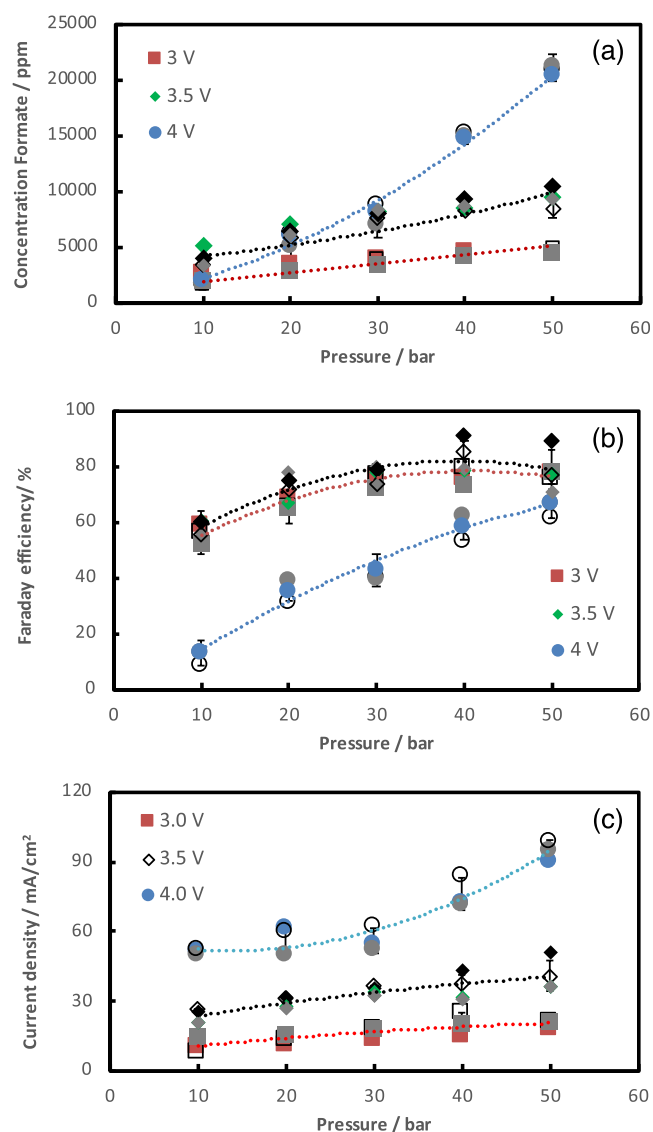 (a)
3 V
3.5 V
4 V
Concentration Formate / ppm
25000
20000
15000
10000
5000
0
0 10 20 30 40 50 60
Pressure / bar
(b)
Faraday efficiency/ %
100
80
60
40
20
0
3 V
3.5 V
4 V
0 10 20 30 40 50 60
Pressure / bar
(c)
3.0 V
3.5 V
4.0 V
Current density / mA/cm²
120
90
60
30
0
0 10 20 30 40 50 60
Pressure / bar